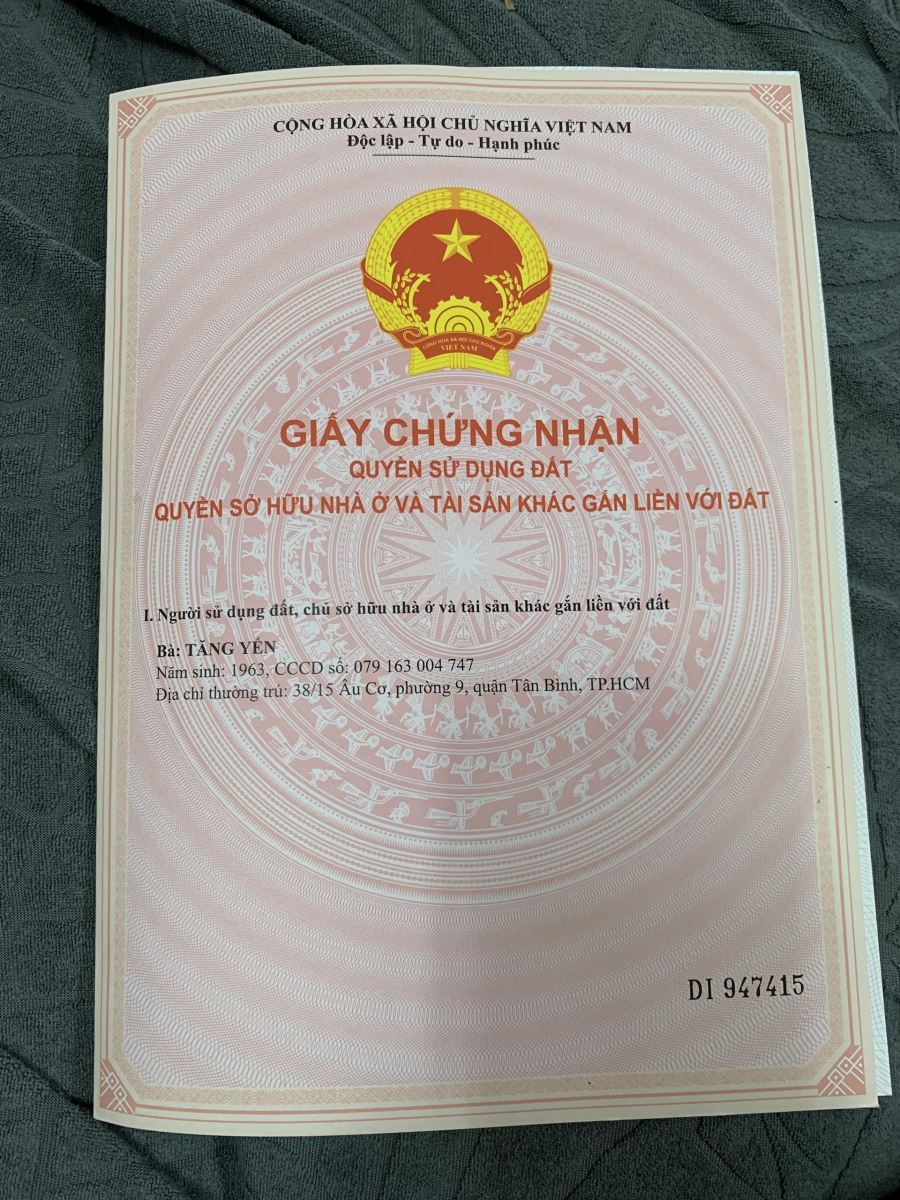 CỘNG HÒA XÃ HỘI CHỦ NGHĨA VIỆT NAM
Độc lập - Tự do - Hạnh phúc
CỘNG HÒA XÃ HỘI CHỦ NGHĨA
VIỆT NAM
GIẤY CHỨNG NHẬN
QUYỀN SỬ DỤNG ĐẤT
QUYỀN SỞ HỮU NHÀ Ở VÀ TÀI SẢN KHÁC GẮN LIỀN VỚI ĐẤT
I. Người sử dụng đất, chủ sở hữu nhà ở và tài sản khác gắn liền với đất
Bà: TĂNG YẾN
Năm sinh: 1963, CCCD số: 079 163 004 747
Địa chỉ thường trú: 38/15 Âu Cơ, phường 9, quận Tân Bình, TP.HCM
DI 947415